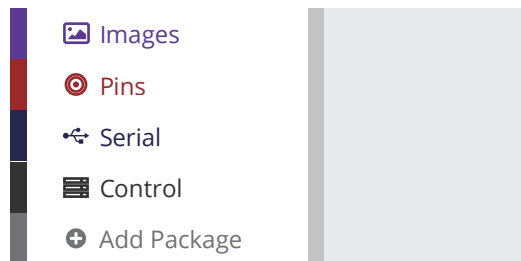 Images
Pins
Serial
Control
Add Package